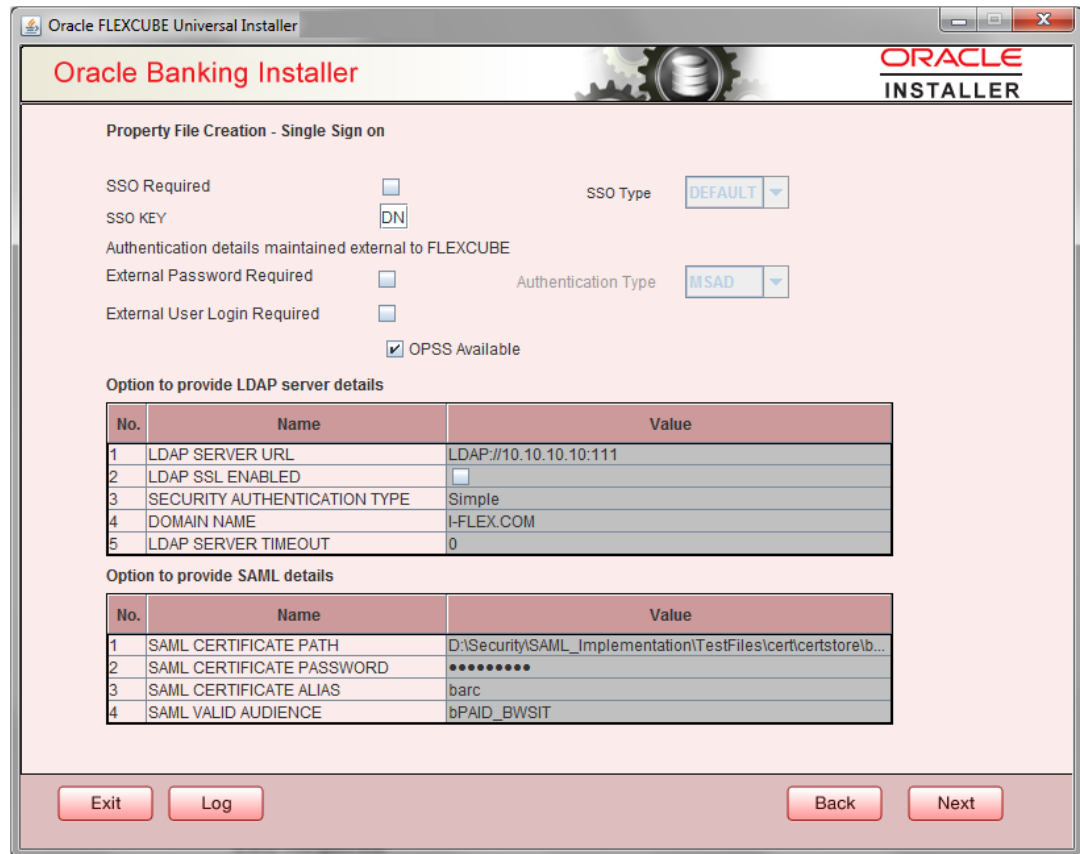 Oracle FLEXCUBE Universal Installer
Oracle Banking Installer
ORACLE
INSTALLER
Property File Creation - Single Sign on
SSO Required
SSO Type DEFAULT
SSO KEY DN
Authentication details maintained external to FLEXCUBE
External Password Required
Authentication Type MSAD
External User Login Required
OPSS Available
Option to provide LDAP server details
No. Name Value
1 LDAP SERVER URL LDAP://10.10.10.10:111
2 LDAP SSL ENABLED
3 SECURITY AUTHENTICATION TYPE Simple
4 DOMAIN NAME I-FLEX.COM
5 LDAP SERVER TIMEOUT 0
Option to provide SAML details
No. Name Value
1 SAML CERTIFICATE PATH D:\Security\SAML_Implementation\TestFiles\cert\certstore\b...
2 SAML CERTIFICATE PASSWORD •••••••••
3 SAML CERTIFICATE ALIAS barc
4 SAML VALID AUDIENCE bPAID_BWSIT
Exit Log Back Next